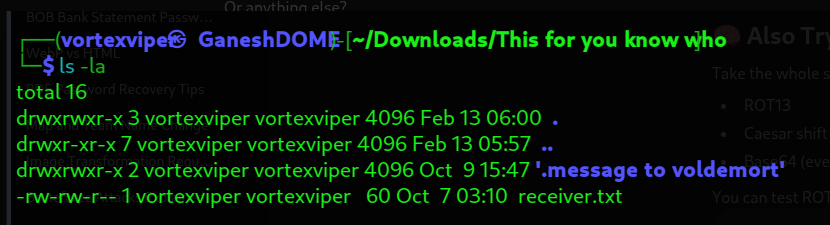 Or anything else?
BOB Bank Statement Passw...
┌──(vortexviper㉿GaneshDOME)-[~/Downloads/This for you know who]
└─$ ls -la
Also Try
Take the whole s
total 16
Password Recovery Tips
ROT13
drwxrwxr-x 3 vortexviper vortexviper 4096 Feb 13 06:00 .
Caesar shift
drwxr-xr-x 7 vortexviper vortexviper 4096 Feb 13 05:57 ..
drwxrwxr-x 2 vortexviper vortexviper 4096 Oct 9 15:47 '.message to voldemort'
-rw-rw-r-- 1 vortexviper vortexviper 60 Oct 7 03:10 receiver.txt
You can test ROT